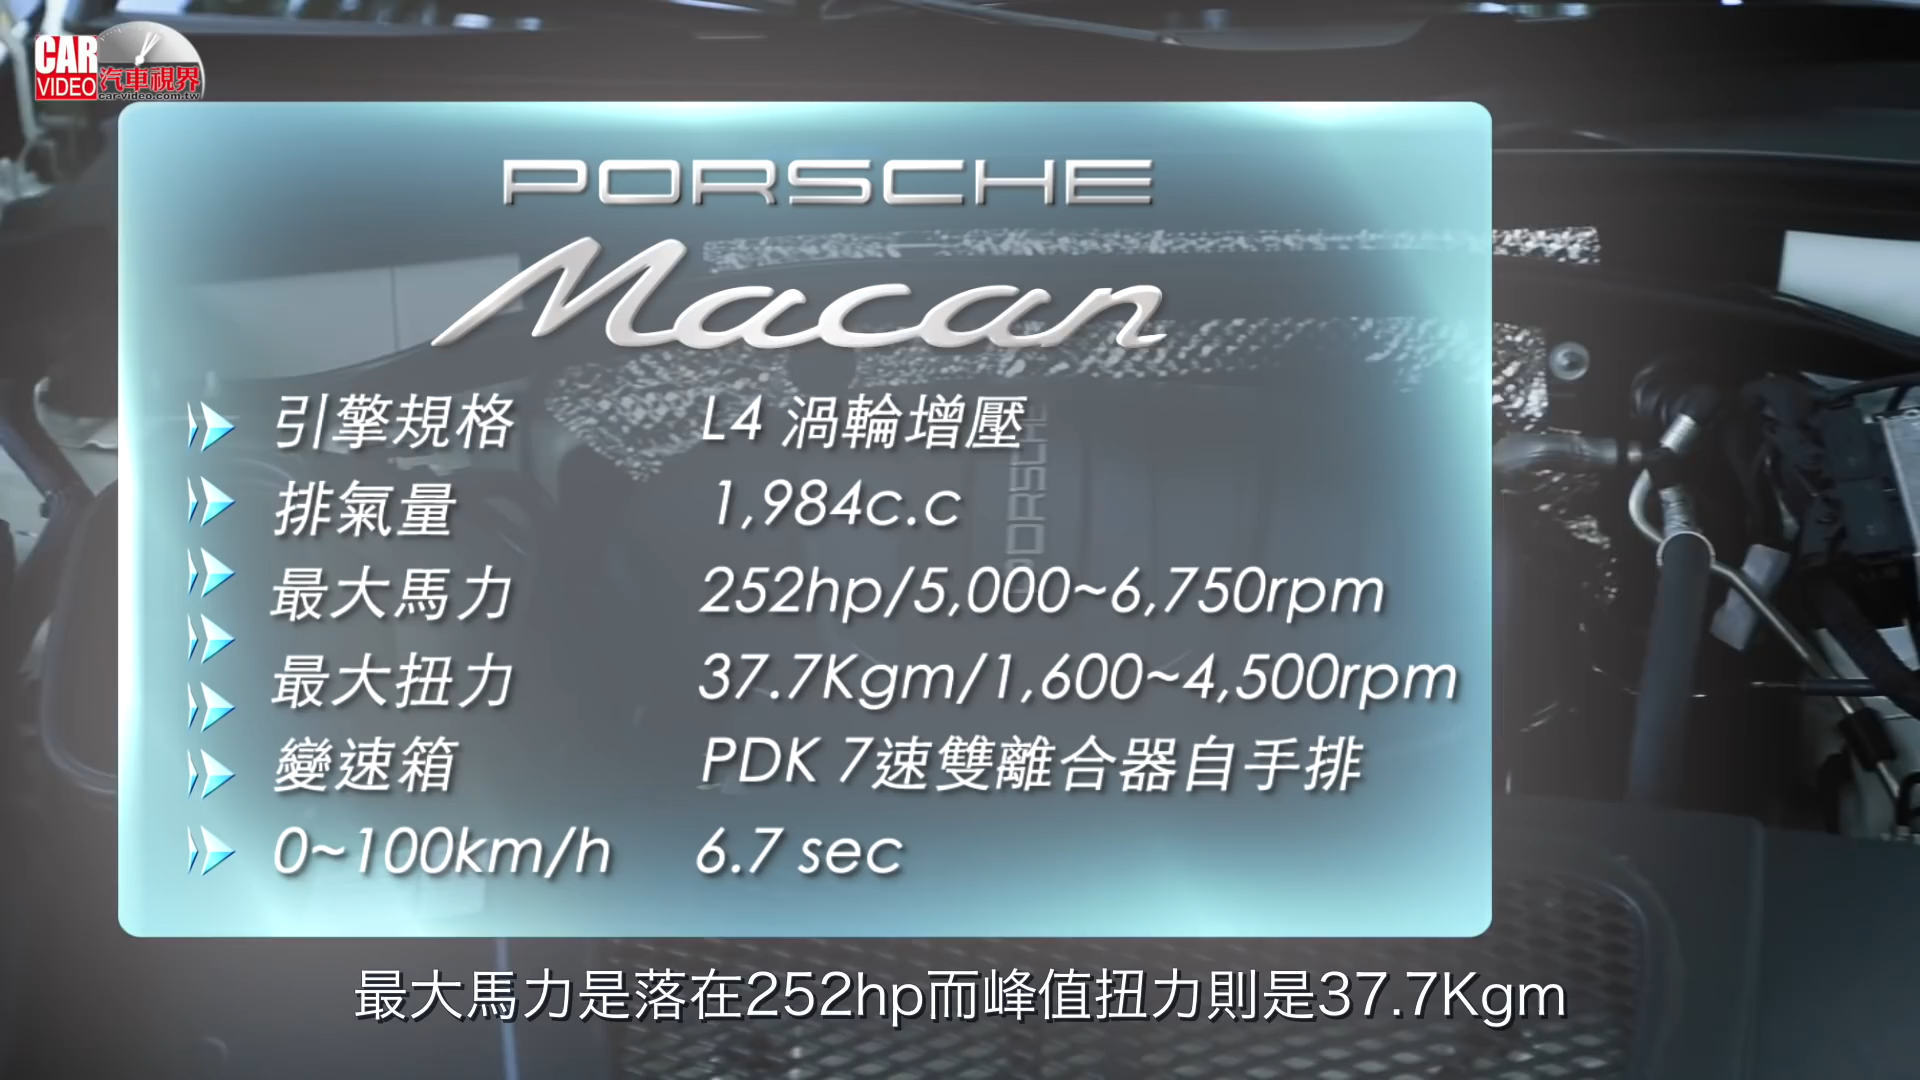 CAR
VIDEO 汽車視界
car-video.com.tw
PORSCHE
Macan
引擎規格 L4 渦輪增壓
排氣量 1,984c.c
最大馬力 252hp/5,000~6,750rpm
最大扭力 37.7Kgm/1,600~4,500rpm
變速箱 PDK 7速雙離合器自手排
0~100km/h 6.7 sec
PORSCHE
最大馬力是落在252hp而峰值扭力則是37.7Kgm